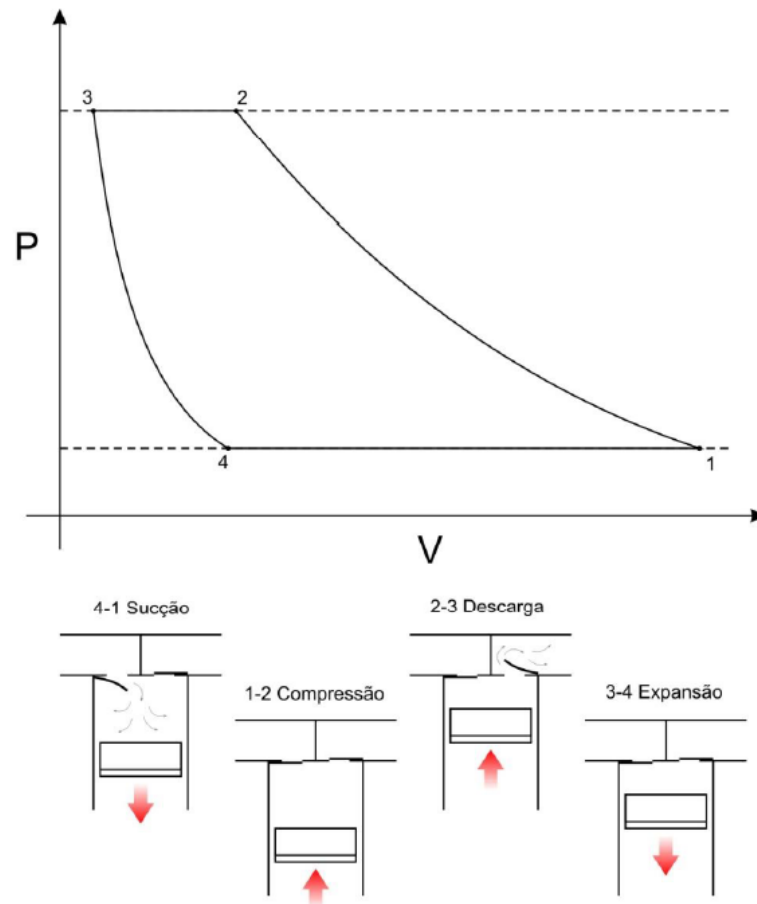 3
2
P
4
1
V
4-1 Sucção
2-3 Descarga
1-2 Compressão
3-4 Expansão